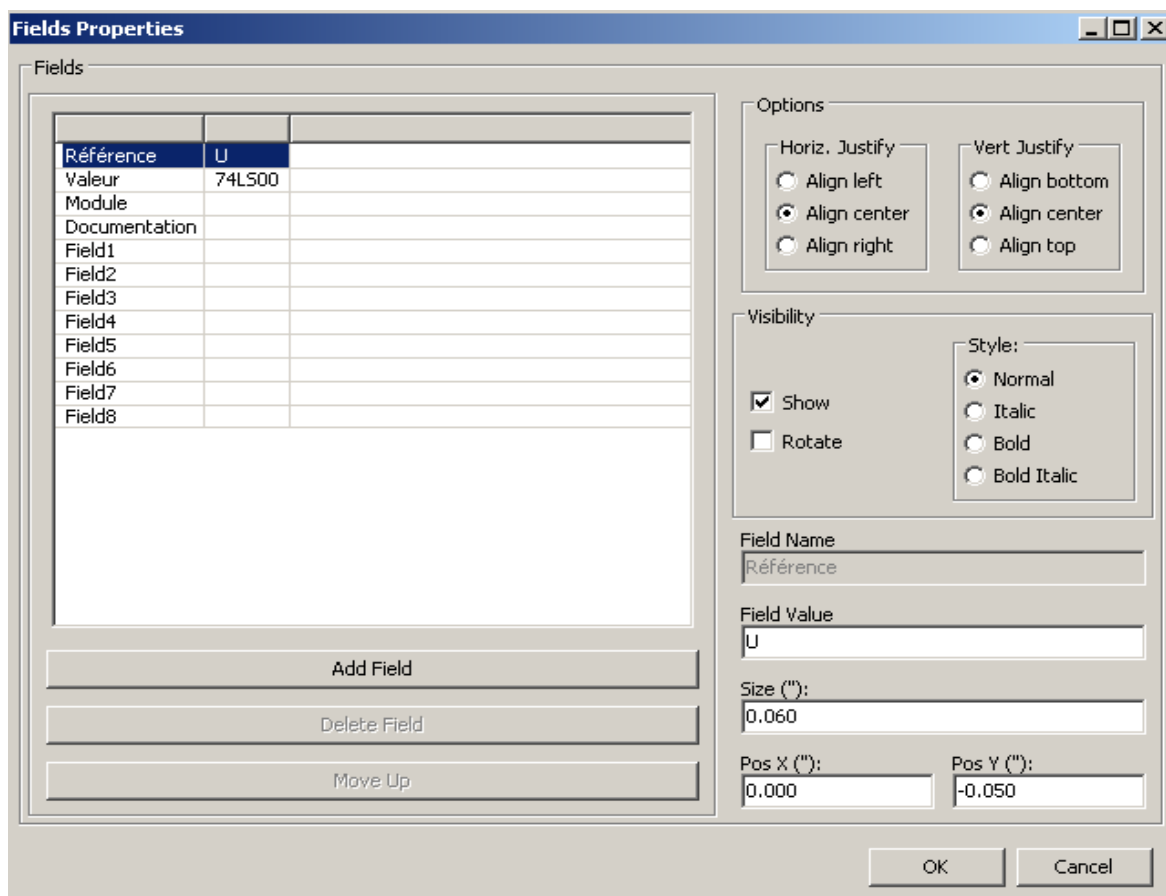 Fields Properties
Fields
Référence U
Valeur 74LS00
Module
Documentation
Field1
Field2
Field3
Field4
Field5
Field6
Field7
Field8
Add Field
Delete Field
Move Up
Options
Horiz. Justify
Align left
Align center
Align right
Vert Justify
Align bottom
Align center
Align top
Visibility
Show
Rotate
Style:
Normal
Italic
Bold
Bold Italic
Field Name
Référence
Field Value
U
Size ("):
0.060
Pos X ("):
0.000
Pos Y ("):
-0.050
OK
Cancel